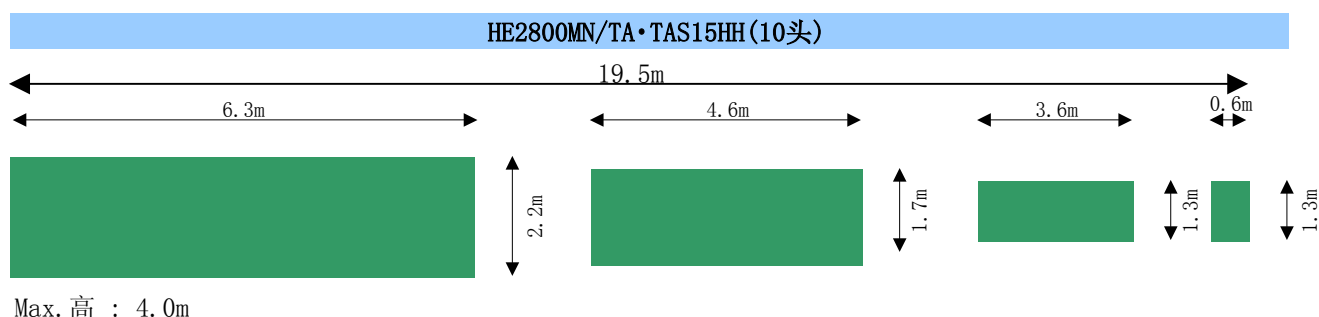 HE2800MN/TA·TAS15HH(10头)
19.5m
6.3m
4.6m
3.6m
0.6m
2.2m
1.7m
1.3m
1.3m
Max.高 : 4.0m